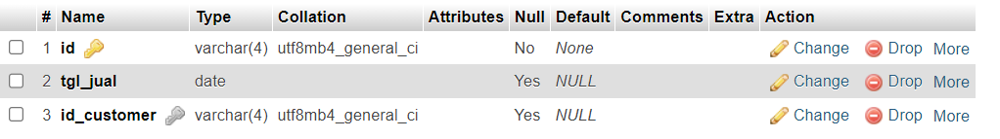 # Name Type Collation Attributes Null Default Comments Extra Action
1 id varchar(4) utf8mb4_general_ci No None Change Drop More
2 tgl_jual date Yes NULL Change Drop More
3 id_customer varchar(4) utf8mb4_general_ci Yes NULL Change Drop More